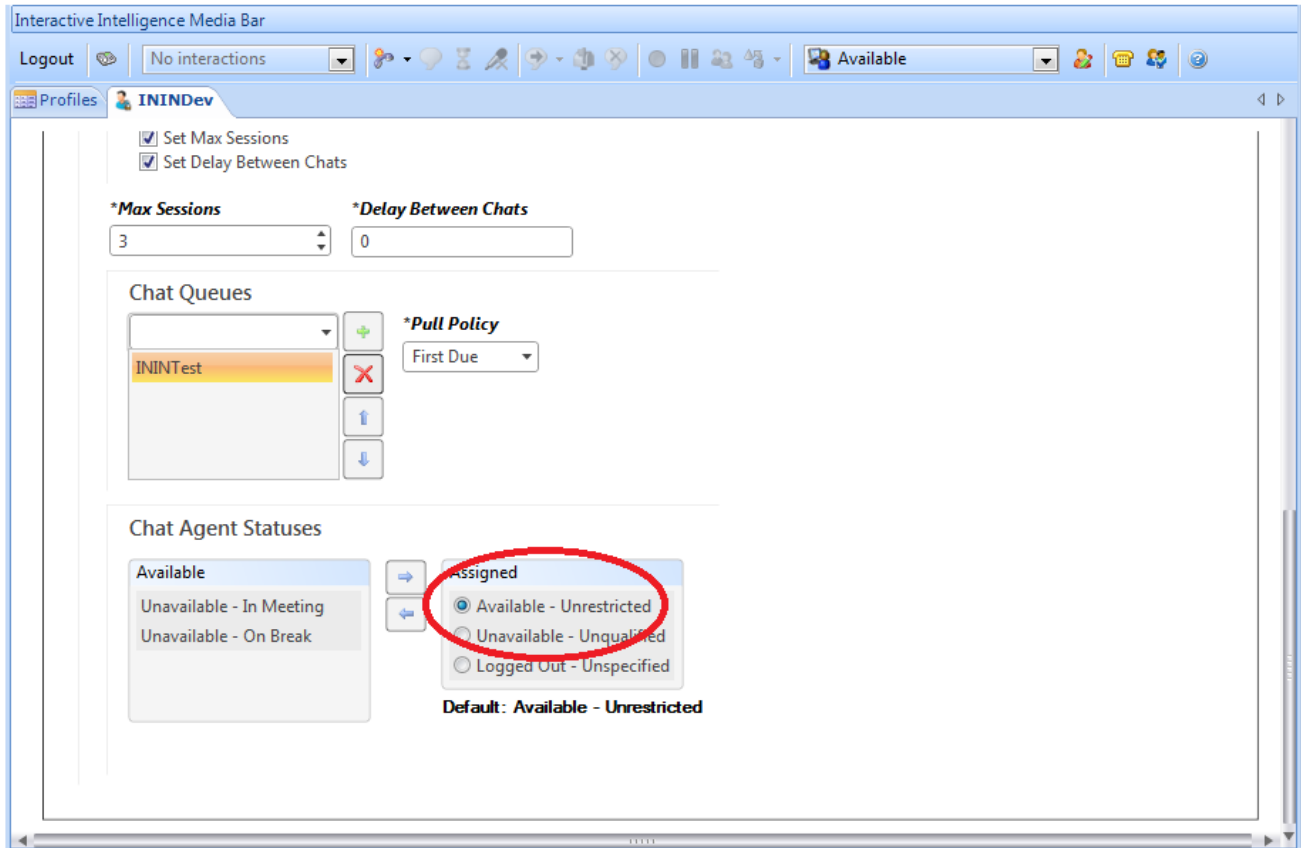 Interactive Intelligence Media Bar
Logout No interactions Available
Profiles ININDev
Set Max Sessions
Set Delay Between Chats
*Max Sessions *Delay Between Chats
3 0
Chat Queues
*Pull Policy
First Due
ININTest
Chat Agent Statuses
Available Assigned
Unavailable - In Meeting Available - Unrestricted
Unavailable - On Break Unavailable - Unqualified
Logged Out - Unspecified
Default: Available - Unrestricted